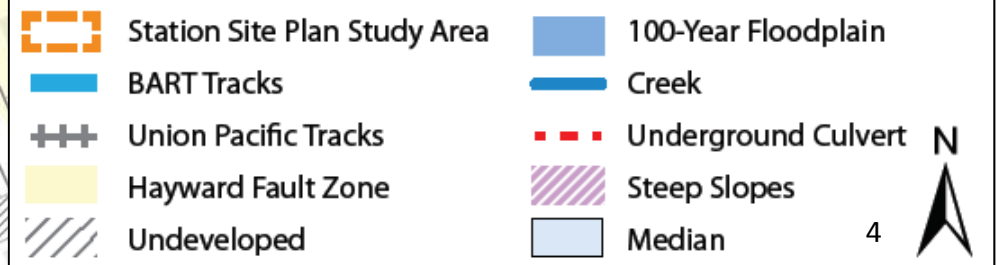 Station Site Plan Study Area
BART Tracks
Union Pacific Tracks
Hayward Fault Zone
Undeveloped
100-Year Floodplain
Creek
Underground Culvert
Steep Slopes
Median
4
N